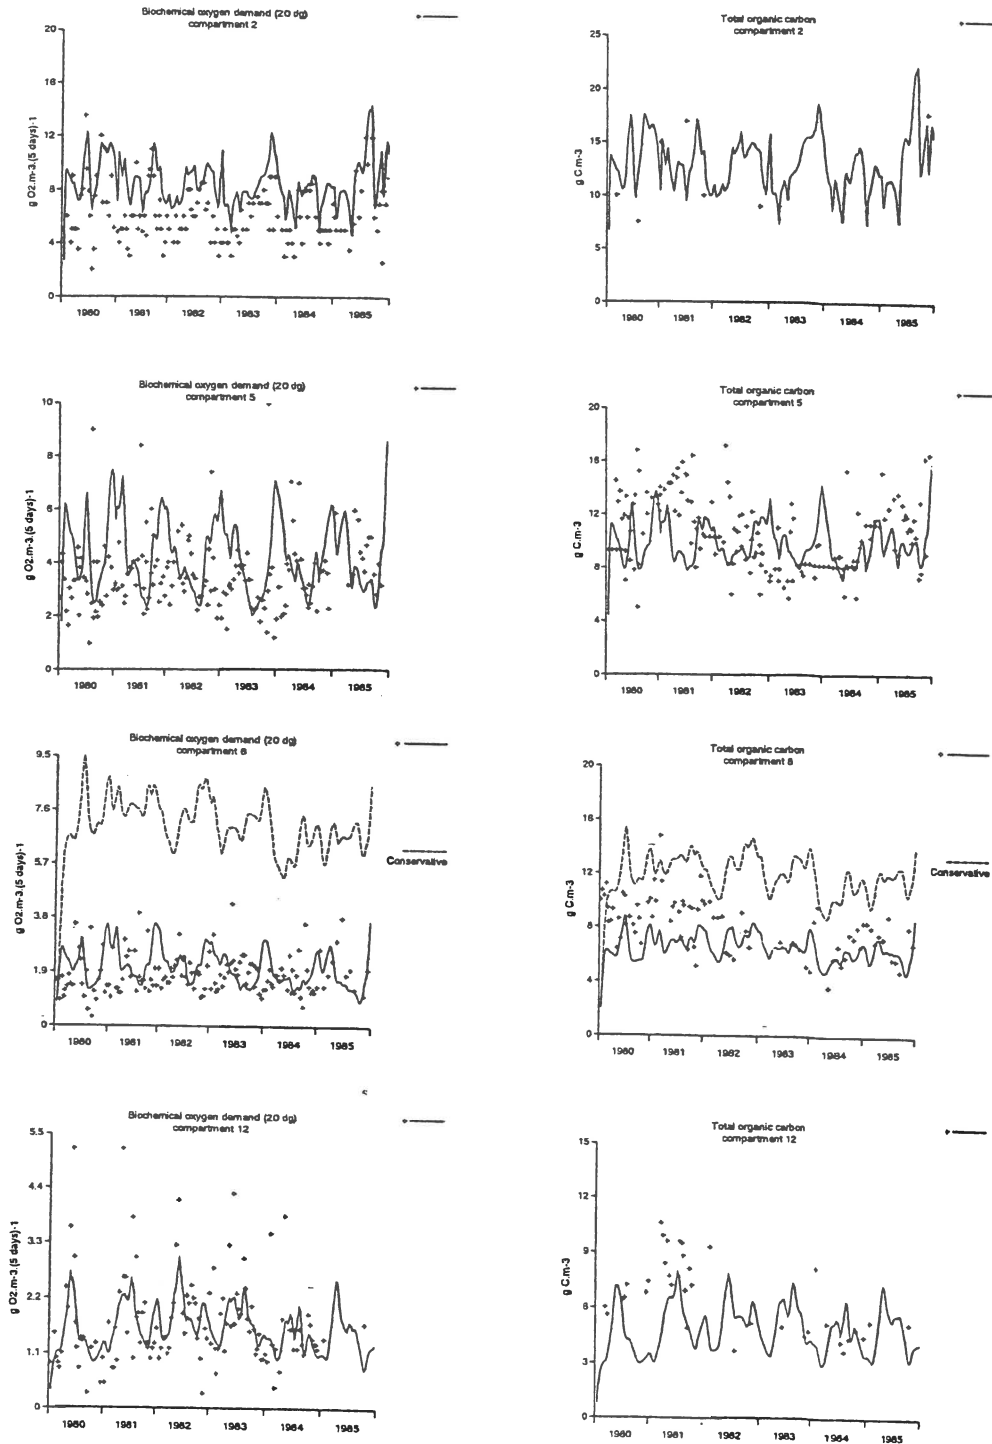 Biochemical oxygen demand (20 dg)
compartment 2
g O2.m-3.(5 days)-1
20
16
12
8
4
0
1980 1981 1982 1983 1984 1985
Total organic carbon
compartment 2
g C.m-3
25
20
15
10
5
0
1980 1981 1982 1983 1984 1985
Biochemical oxygen demand (20 dg)
compartment 5
g O2.m-3.(5 days)-1
10
8
6
4
2
0
1980 1981 1982 1983 1984 1985
Total organic carbon
compartment 5
g C.m-3
20
16
12
8
4
0
1980 1981 1982 1983 1984 1985
Biochemical oxygen demand (20 dg)
compartment 8
g O2.m-3.(5 days)-1
9.5
7.6
5.7
3.8
1.9
0
1980 1981 1982 1983 1984 1985
Conservative
Total organic carbon
compartment 8
g C.m-3
20
16
12
8
4
0
1980 1981 1982 1983 1984 1985
Conservative
Biochemical oxygen demand (20 dg)
compartment 12
g O2.m-3.(5 days)-1
5.5
4.4
3.3
2.2
1.1
0
1980 1981 1982 1983 1984 1985
Total organic carbon
compartment 12
g C.m-3
15
12
9
6
3
0
1980 1981 1982 1983 1984 1985